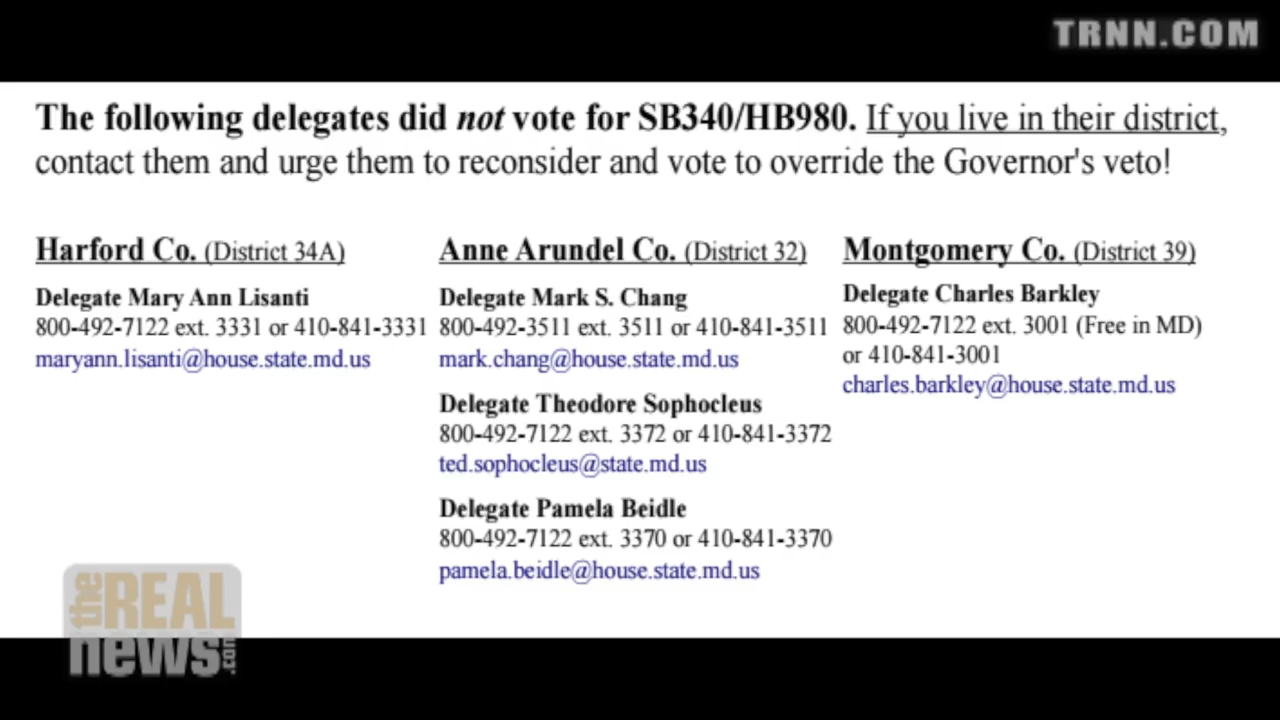 TRNN.COM
The following delegates did not vote for SB340/HB980. If you live in their district,
contact them and urge them to reconsider and vote to override the Governor's veto!
Harford Co. (District 34A)
Delegate Mary Ann Lisanti
800-492-7122 ext. 3331 or 410-841-3331
maryann.lisanti@house.state.md.us
Anne Arundel Co. (District 32)
Delegate Mark S. Chang
800-492-3511 ext. 3511 or 410-841-3511
mark.chang@house.state.md.us
Delegate Theodore Sophocleus
800-492-7122 ext. 3372 or 410-841-3372
ted.sophocleus@state.md.us
Delegate Pamela Beidle
800-492-7122 ext. 3370 or 410-841-3370
pamela.beidle@house.state.md.us
Montgomery Co. (District 39)
Delegate Charles Barkley
800-492-7122 ext. 3001 (Free in MD)
or 410-841-3001
charles.barkley@house.state.md.us
the REAL
news.com